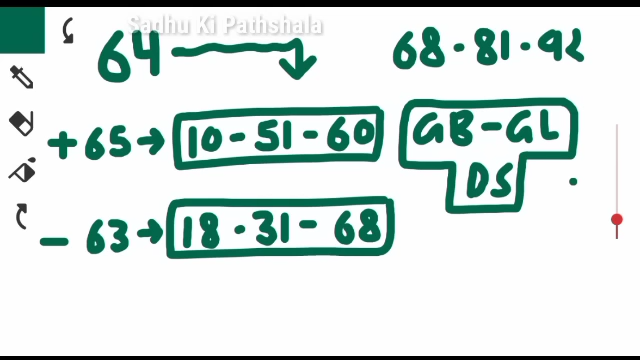 Sadhu Ki Pathshala
64
68 - 81 - 92
+ 65 → 10 - 51 - 60
GB - GL
DS
- 63 → 18 - 31 - 68